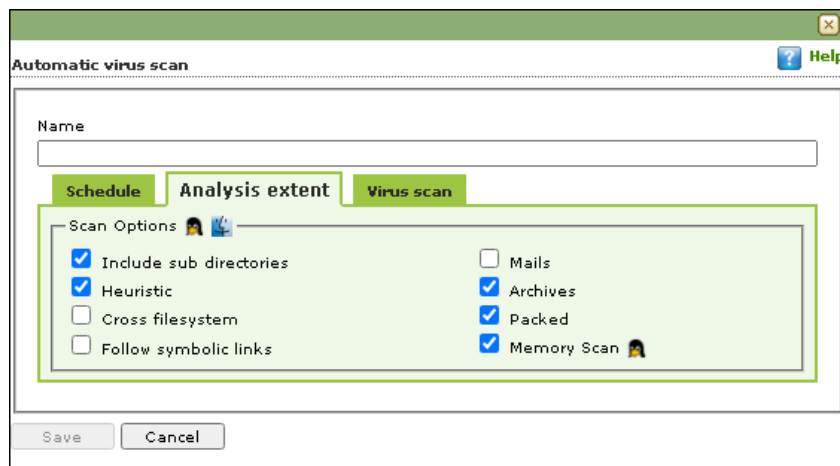 Automatic virus scan
Help
Name
Schedule Analysis extent Virus scan
Scan Options
Include sub directories Mails
Heuristic Archives
Cross filesystem Packed
Follow symbolic links Memory Scan
Save Cancel